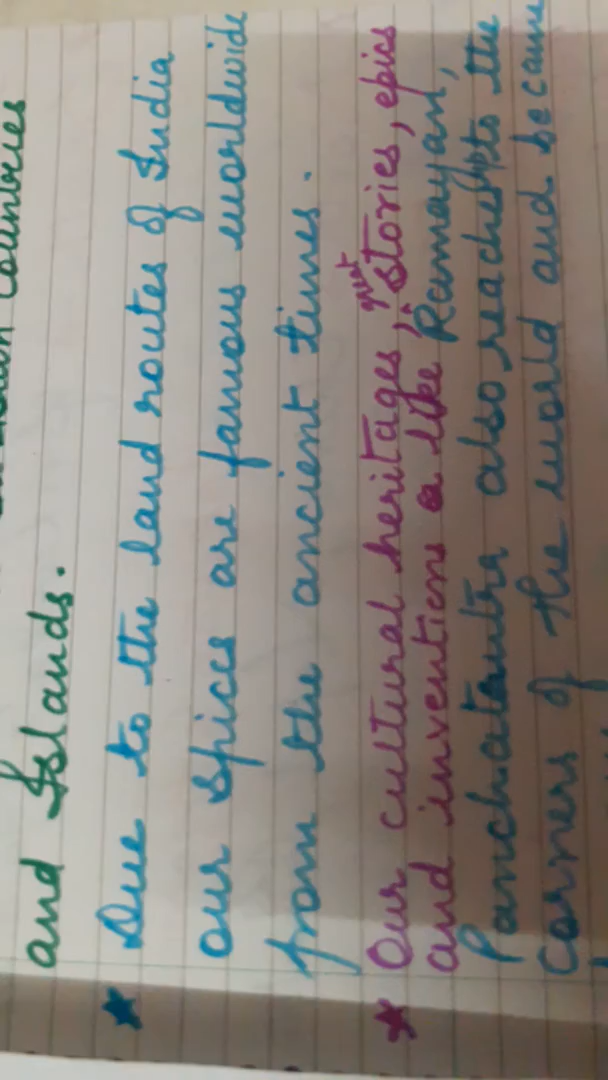 countries
and Islands.
★ Due to the land routes of India
our spices are famous worldwide
from the ancient times.
★ Our cultural heritages, great stories, epics
and inventions like Ramayan,
Panchatantra also reaches to the
corners of the world and became